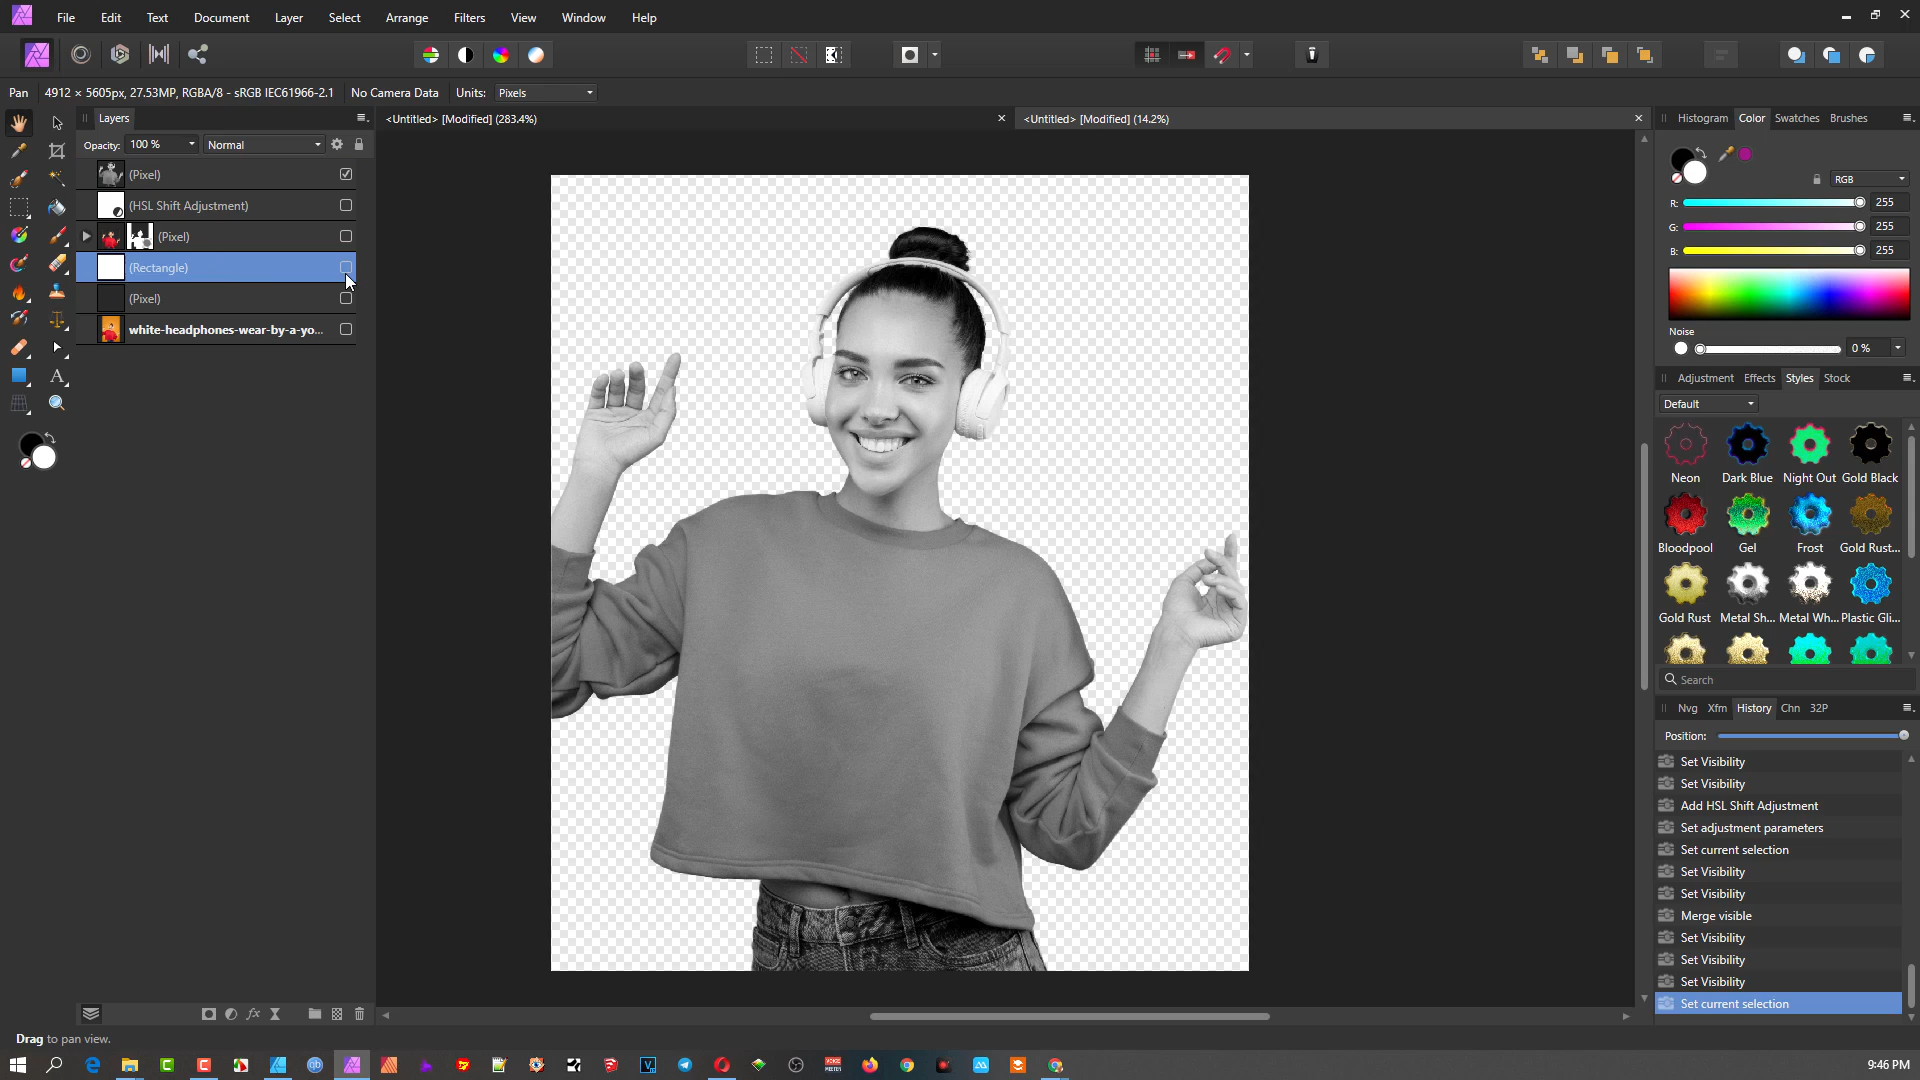 File Edit Text Document Layer Select Arrange Filters View Window Help
Pan 4912 × 5605px, 27.53MP, RGBA/8 - sRGB IEC61966-2.1 No Camera Data Units: Pixels
Layers
<Untitled> [Modified] (283.4%)
<Untitled> [Modified] (14.2%)
Opacity: 100 % Normal
(Pixel)
(HSL Shift Adjustment)
(Pixel)
(Rectangle)
(Pixel)
white-headphones-wear-by-a-yo...
Histogram Color Swatches Brushes
RGB
R: 255
G: 255
B: 255
Noise
0 %
Adjustment Effects Styles Stock
Default
Neon Dark Blue Night Out Gold Black
Bloodpool Gel Frost Gold Rust...
Gold Rust Metal Sh... Metal Wh... Plastic Gli...
Search
Nvg Xfm History Chn 32P
Position:
Set Visibility
Set Visibility
Add HSL Shift Adjustment
Set adjustment parameters
Set current selection
Set Visibility
Set Visibility
Merge visible
Set Visibility
Set Visibility
Set Visibility
Set current selection
Drag to pan view.
9:46 PM